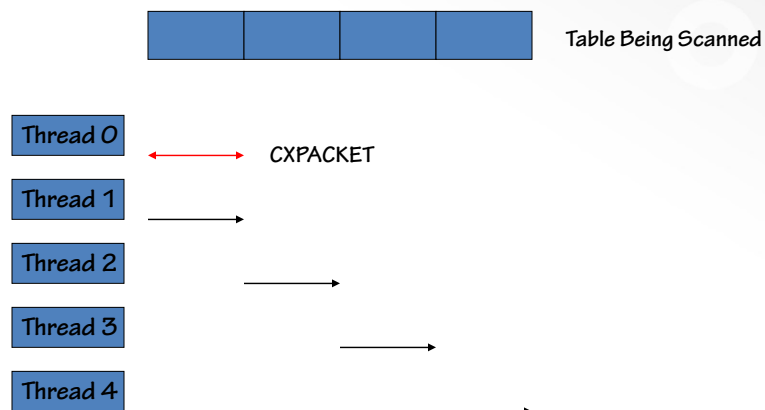 Table Being Scanned
Thread 0
CXPACKET
Thread 1
Thread 2
Thread 3
Thread 4